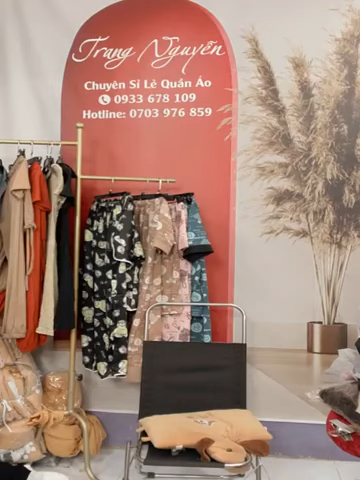 Trang Nguyễn
Chuyên Sỉ Lẻ Quần Áo
0933 678 109
Hotline: 0703 976 859